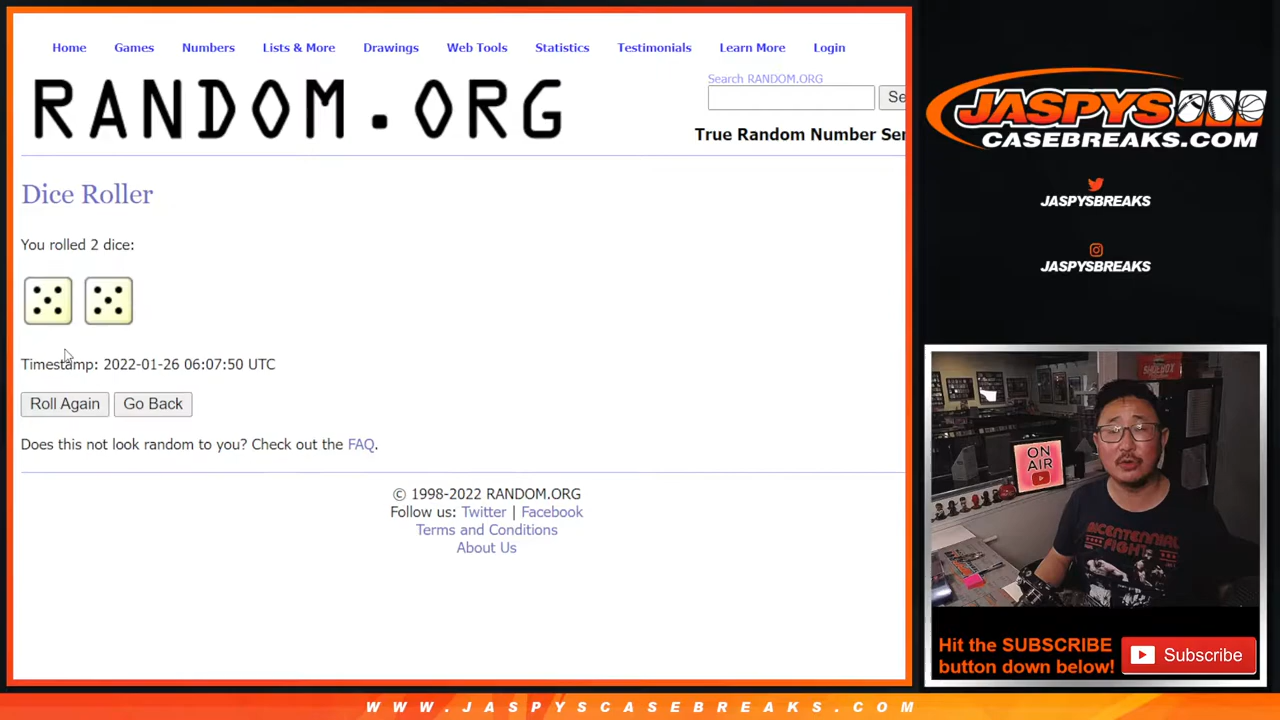 Home Games Numbers Lists & More Drawings Web Tools Statistics Testimonials Learn More Login
RANDOM.ORG
Search RANDOM.ORG
Se
True Random Number Ser
Dice Roller
You rolled 2 dice:
Timestamp: 2022-01-26 06:07:50 UTC
Roll Again Go Back
Does this not look random to you? Check out the FAQ.
© 1998-2022 RANDOM.ORG
Follow us: Twitter | Facebook
Terms and Conditions
About Us
JASPYS
CASEBREAKS.COM
JASPYSBREAKS
JASPYSBREAKS
ON
AIR
BICENTENNIAL
FIGHT
Hit the SUBSCRIBE
button down below!
Subscribe
WWW.JASPYSCASEBREAKS.COM